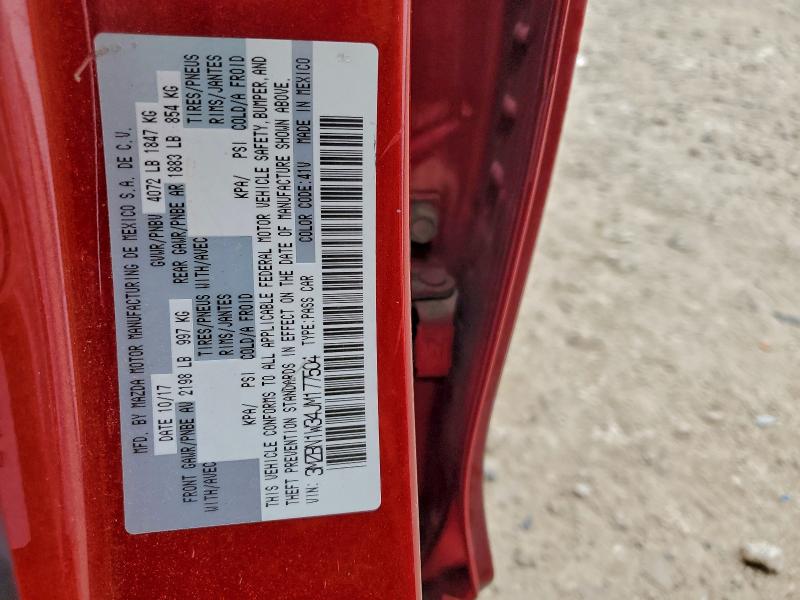 MFD. BY MAZDA MOTOR MANUFACTURING DE MEXICO S.A. DE C.V.
DATE 10/17 GVWR/PNBV 4072 LB 1847 KG
FRONT GAWR/PNBE AV 2198 LB 997 KG REAR GAWR/PNBE AR 1883 LB 854 KG
WITH/AVEC TIRES/PNEUS WITH/AVEC TIRES/PNEUS
RIMS/JANTES RIMS/JANTES
KPA/ PSI COLD/A FROID KPA/ PSI COLD/A FROID
THIS VEHICLE CONFORMS TO ALL APPLICABLE FEDERAL MOTOR VEHICLE SAFETY, BUMPER, AND
THEFT PREVENTION STANDARDS IN EFFECT ON THE DATE OF MANUFACTURE SHOWN ABOVE.
VIN: 3MZBN1W34JM177504 TYPE:PASS CAR COLOR CODE:41V MADE IN MEXICO